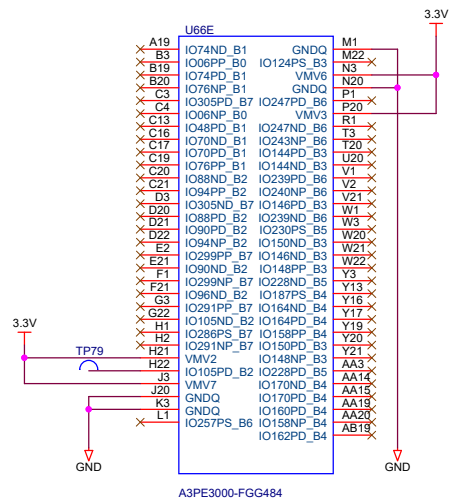 3.3V
U66E
A19 IO74ND_B1 GNDQ M1
B3 IO06PP_B0 IO124PS_B3 M22
B19 IO74PD_B1 VMV6 N3
B20 IO76NP_B1 GNDQ N20
C3 IO305PD_B7 IO247PD_B6 P1
C4 IO06NP_B0 VMV3 P20
C13 IO48PD_B1 IO247ND_B6 R1
C16 IO70ND_B1 IO243NP_B6 T3
C17 IO70PD_B1 IO144PD_B3 T20
C19 IO76PP_B1 IO144ND_B3 U20
C20 IO88ND_B2 IO239PD_B6 V1
C21 IO94PP_B2 IO240NP_B6 V2
D3 IO305ND_B7 IO146PD_B3 V21
D20 IO88PD_B2 IO239ND_B6 W1
D21 IO90PD_B2 IO230PS_B5 W3
D22 IO94NP_B2 IO150ND_B3 W20
E2 IO299PP_B7 IO146ND_B3 W21
E21 IO90ND_B2 IO148PP_B3 W22
F1 IO299NP_B7 IO228ND_B5 Y3
F21 IO96ND_B2 IO187PS_B4 Y13
G3 IO291PP_B7 IO164ND_B4 Y16
G22 IO105ND_B2 IO164PD_B4 Y17
H1 IO286PS_B7 IO158PP_B4 Y19
H2 IO291NP_B7 IO150PD_B3 Y20
3.3V
TP79
H21 VMV2 IO148NP_B3 Y21
H22 IO105PD_B2 IO228PD_B5 AA3
J3 VMV7 IO170ND_B4 AA14
J20 GNDQ IO170PD_B4 AA15
K3 GNDQ IO160PD_B4 AA19
L1 IO257PS_B6 IO158NP_B4 AA20
IO162PD_B4 AB19
GND
GND
A3PE3000-FGG484